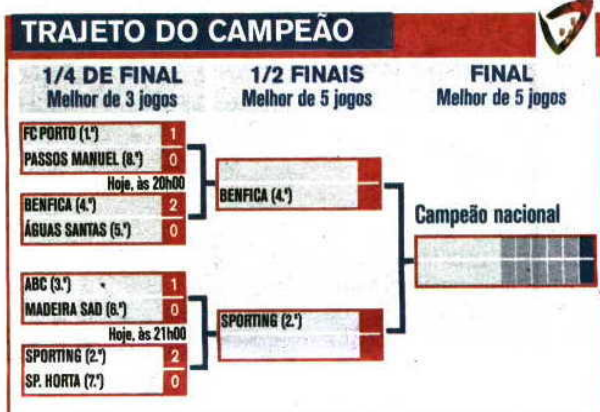 TRAJETO DO CAMPEÃO
1/4 DE FINAL
Melhor de 3 jogos
1/2 FINAIS
Melhor de 5 jogos
FINAL
Melhor de 5 jogos
FC PORTO (1.º) 1
PASSOS MANUEL (8.º) 0
Hoje, às 20h00
BENFICA (4.º) 2
ÁGUAS SANTAS (5.º) 0
BENFICA (4.º)
Campeão nacional
ABC (3.º) 1
MADEIRA SAD (6.º) 0
Hoje, às 21h00
SPORTING (2.º) 2
SP. HORTA (7.º) 0
SPORTING (2.º)